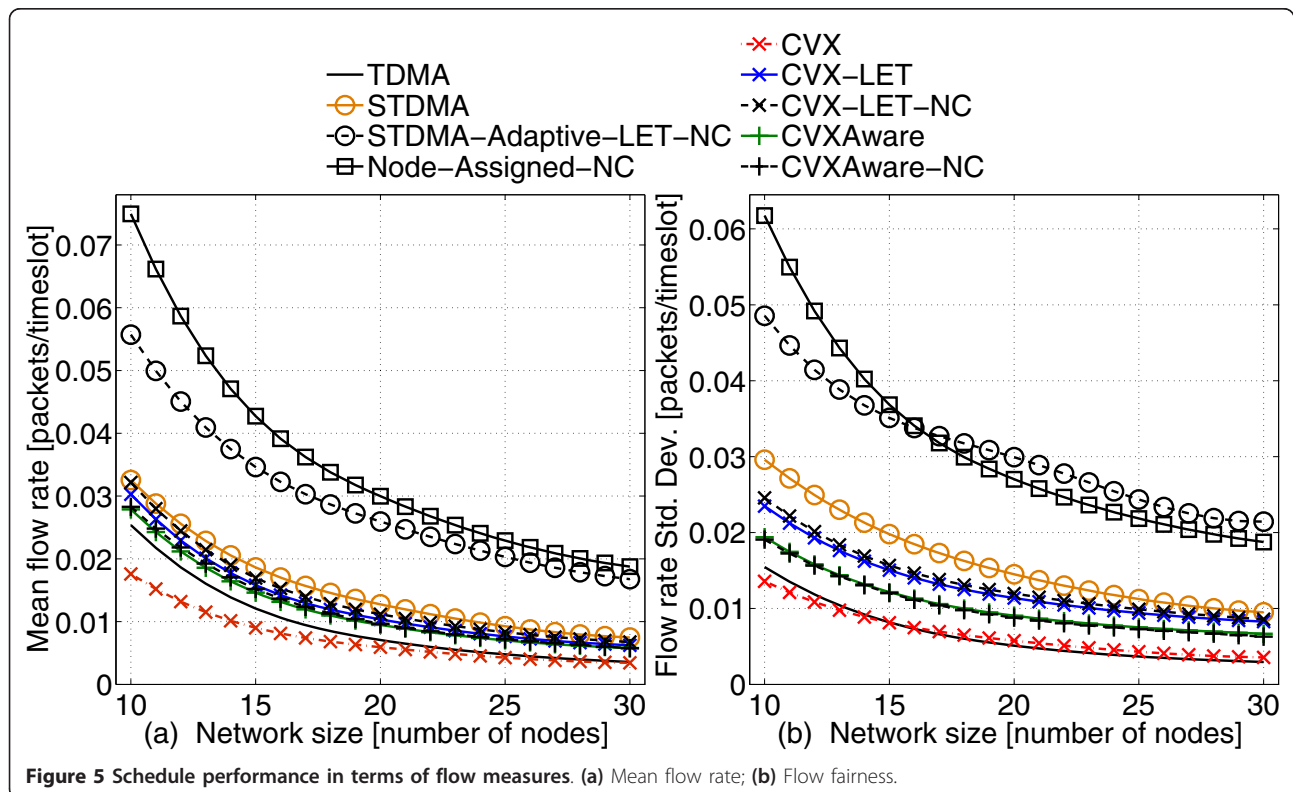 TDMA
STDMA
STDMA-Adaptive-LET-NC
Node-Assigned-NC
CVX
CVX-LET
CVX-LET-NC
CVXAware
CVXAware-NC
Mean flow rate [packets/timeslot]
0.07
0.06
0.05
0.04
0.03
0.02
0.01
0
10 15 20 25 30
(a) Network size [number of nodes]
Flow rate Std. Dev. [packets/timeslot]
0.06
0.05
0.04
0.03
0.02
0.01
0
10 15 20 25 30
(b) Network size [number of nodes]
Figure 5 Schedule performance in terms of flow measures. (a) Mean flow rate; (b) Flow fairness.